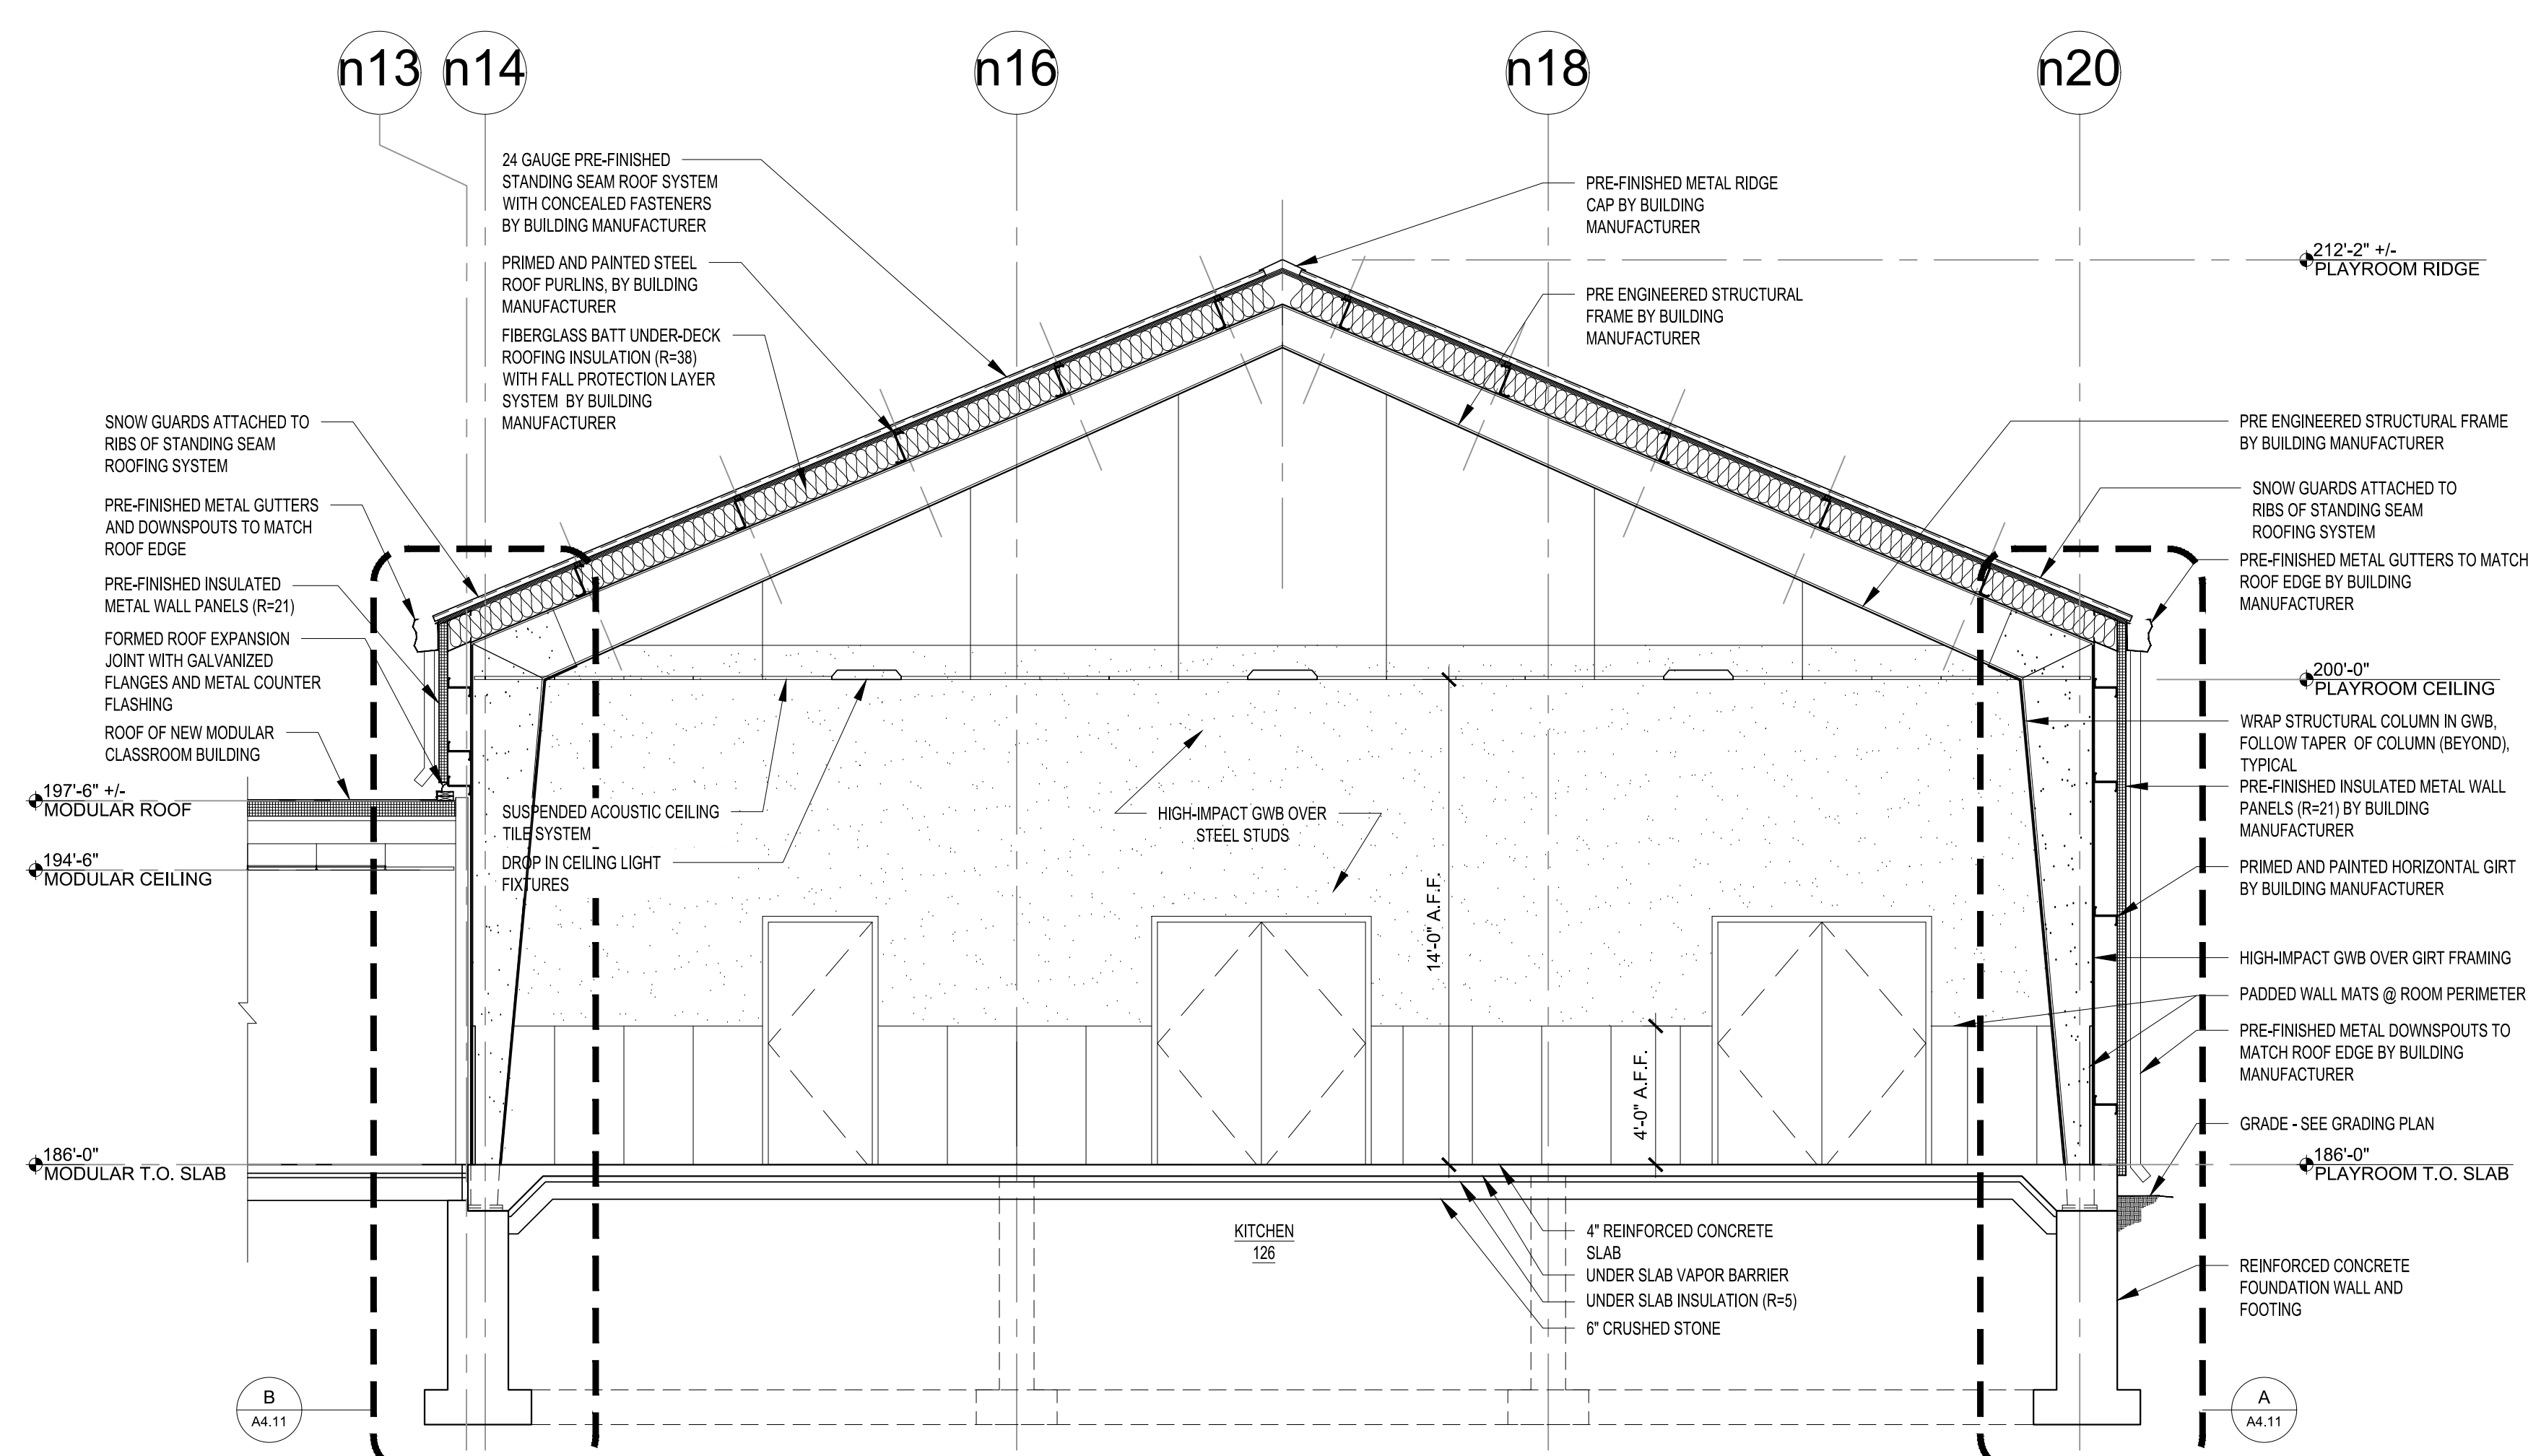 n13
n14
n16
n18
n20
24 GAUGE PRE-FINISHED
STANDING SEAM ROOF SYSTEM
WITH CONCEALED FASTENERS
BY BUILDING MANUFACTURER
PRIMED AND PAINTED STEEL
ROOF PURLINS, BY BUILDING
MANUFACTURER
FIBERGLASS BATT UNDER-DECK
ROOFING INSULATION (R=38)
WITH FALL PROTECTION LAYER
SYSTEM BY BUILDING
MANUFACTURER
PRE-FINISHED METAL RIDGE
CAP BY BUILDING
MANUFACTURER
PRE ENGINEERED STRUCTURAL
FRAME BY BUILDING
MANUFACTURER
212'-2" +/-
PLAYROOM RIDGE
SNOW GUARDS ATTACHED TO
RIBS OF STANDING SEAM
ROOFING SYSTEM
PRE-FINISHED METAL GUTTERS
AND DOWNSPOUTS TO MATCH
ROOF EDGE
PRE-FINISHED INSULATED
METAL WALL PANELS (R=21)
FORMED ROOF EXPANSION
JOINT WITH GALVANIZED
FLANGES AND METAL COUNTER
FLASHING
ROOF OF NEW MODULAR
CLASSROOM BUILDING
197'-6" +/-
MODULAR ROOF
194'-6"
MODULAR CEILING
186'-0"
MODULAR T.O. SLAB
SUSPENDED ACOUSTIC CEILING
TILE SYSTEM
DROP IN CEILING LIGHT
FIXTURES
HIGH-IMPACT GWB OVER
STEEL STUDS
14'-0" A.F.F.
4'-0" A.F.F.
PRE ENGINEERED STRUCTURAL FRAME
BY BUILDING MANUFACTURER
SNOW GUARDS ATTACHED TO
RIBS OF STANDING SEAM
ROOFING SYSTEM
PRE-FINISHED METAL GUTTERS TO MATCH
ROOF EDGE BY BUILDING
MANUFACTURER
200'-0"
PLAYROOM CEILING
WRAP STRUCTURAL COLUMN IN GWB,
FOLLOW TAPER OF COLUMN (BEYOND),
TYPICAL
PRE-FINISHED INSULATED METAL WALL
PANELS (R=21) BY BUILDING
MANUFACTURER
PRIMED AND PAINTED HORIZONTAL GIRT
BY BUILDING MANUFACTURER
HIGH-IMPACT GWB OVER GIRT FRAMING
PADDED WALL MATS @ ROOM PERIMETER
PRE-FINISHED METAL DOWNSPOUTS TO
MATCH ROOF EDGE BY BUILDING
MANUFACTURER
GRADE - SEE GRADING PLAN
186'-0"
PLAYROOM T.O. SLAB
REINFORCED CONCRETE
FOUNDATION WALL AND
FOOTING
KITCHEN
126
4" REINFORCED CONCRETE
SLAB
UNDER SLAB VAPOR BARRIER
UNDER SLAB INSULATION (R=5)
6" CRUSHED STONE
B
A4.11
A
A4.11